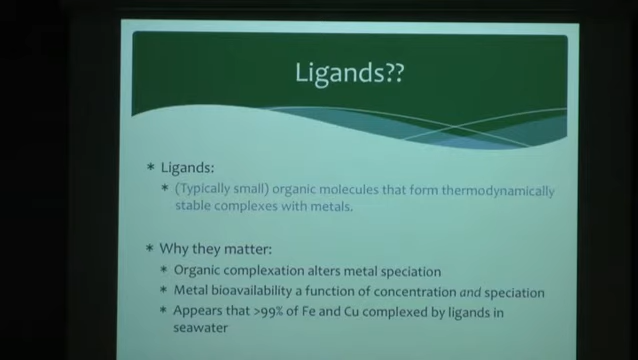 Ligands??
* Ligands:
* (Typically small) organic molecules that form thermodynamically
stable complexes with metals.
* Why they matter:
* Organic complexation alters metal speciation
* Metal bioavailability a function of concentration and speciation
* Appears that >99% of Fe and Cu complexed by ligands in
seawater